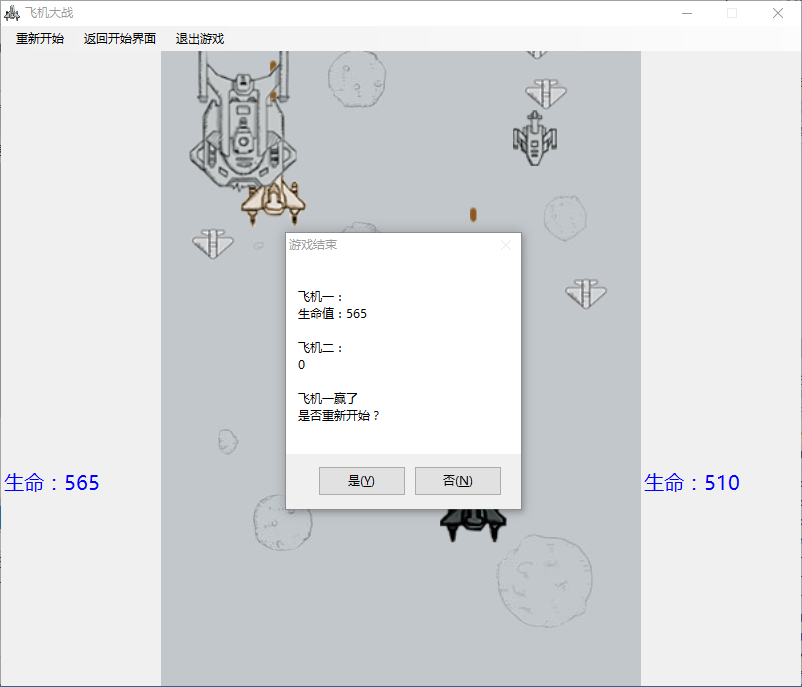 飞机大战
重新开始 返回开始界面 退出游戏
游戏结束
飞机一：
生命值：565
飞机二：
0
飞机一赢了
是否重新开始？
是(Y) 否(N)
生命：565
生命：510